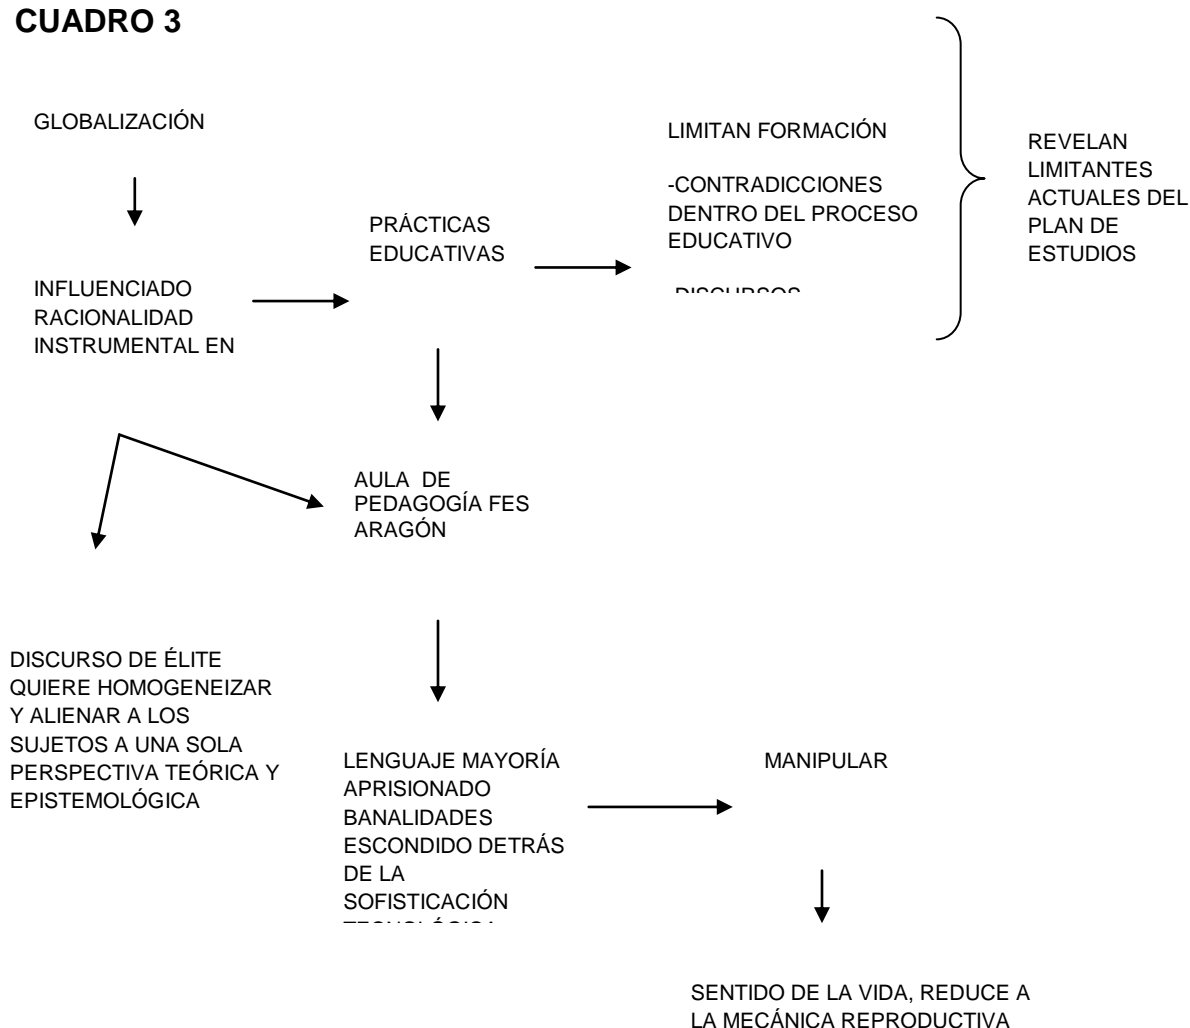 CUADRO 3
GLOBALIZACIÓN
INFLUENCIADO
RACIONALIDAD
INSTRUMENTAL EN
PRÁCTICAS
EDUCATIVAS
LIMITAN FORMACIÓN
-CONTRADICCIONES
DENTRO DEL PROCESO
EDUCATIVO
-DISCURSOS
REVELAN
LIMITANTES
ACTUALES DEL
PLAN DE
ESTUDIOS
AULA DE
PEDAGOGÍA FES
ARAGÓN
DISCURSO DE ÉLITE
QUIERE HOMOGENEIZAR
Y ALIENAR A LOS
SUJETOS A UNA SOLA
PERSPECTIVA TEÓRICA Y
EPISTEMOLÓGICA
LENGUAJE MAYORÍA
APRISIONADO
BANALIDADES
ESCONDIDO DETRÁS
DE LA
SOFISTICACIÓN
TECNOLÓGICA
MANIPULAR
SENTIDO DE LA VIDA, REDUCE A
LA MECÁNICA REPRODUCTIVA